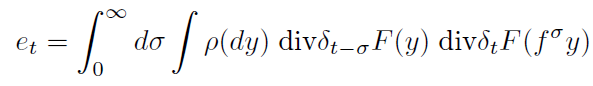 $e_t = \int_0^\infty d\sigma \int \rho(dy) \, \mathrm{div}\delta_{t-\sigma} F(y) \, \mathrm{div}\delta_t F(f^\sigma y)$